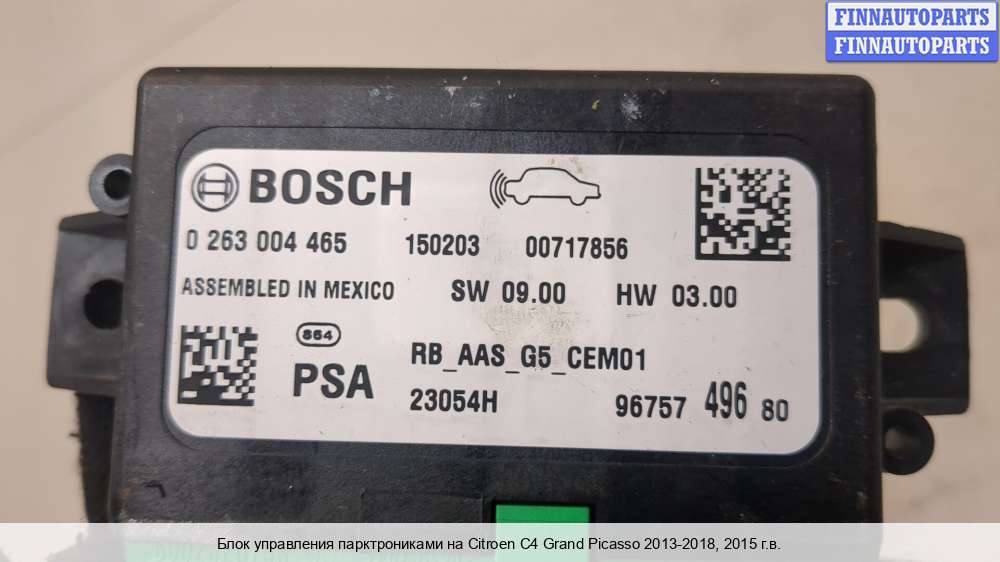 FINNAUTOPARTS
FINNAUTOPARTS
BOSCH
0 263 004 465 150203 00717856
ASSEMBLED IN MEXICO SW 09.00 HW 03.00
864
PSA
RB_AAS_G5_CEM01
23054H 96757 496 80
Блок управления парктрониками на Citroen C4 Grand Picasso 2013-2018, 2015 г.в.